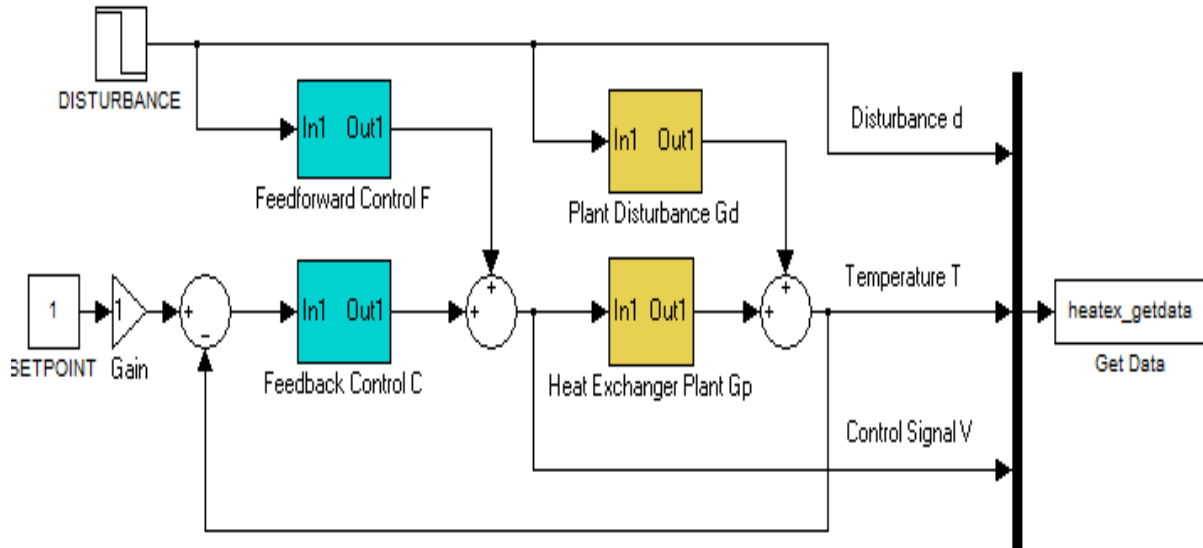 DISTURBANCE
In1 Out1
Feedforward Control F
In1 Out1
Plant Disturbance Gd
Disturbance d
1
SETPOINT
1
Gain
+
−
In1 Out1
Feedback Control C
+
+
In1 Out1
Heat Exchanger Plant Gp
+
+
Temperature T
Control Signal V
heatex_getdata
Get Data